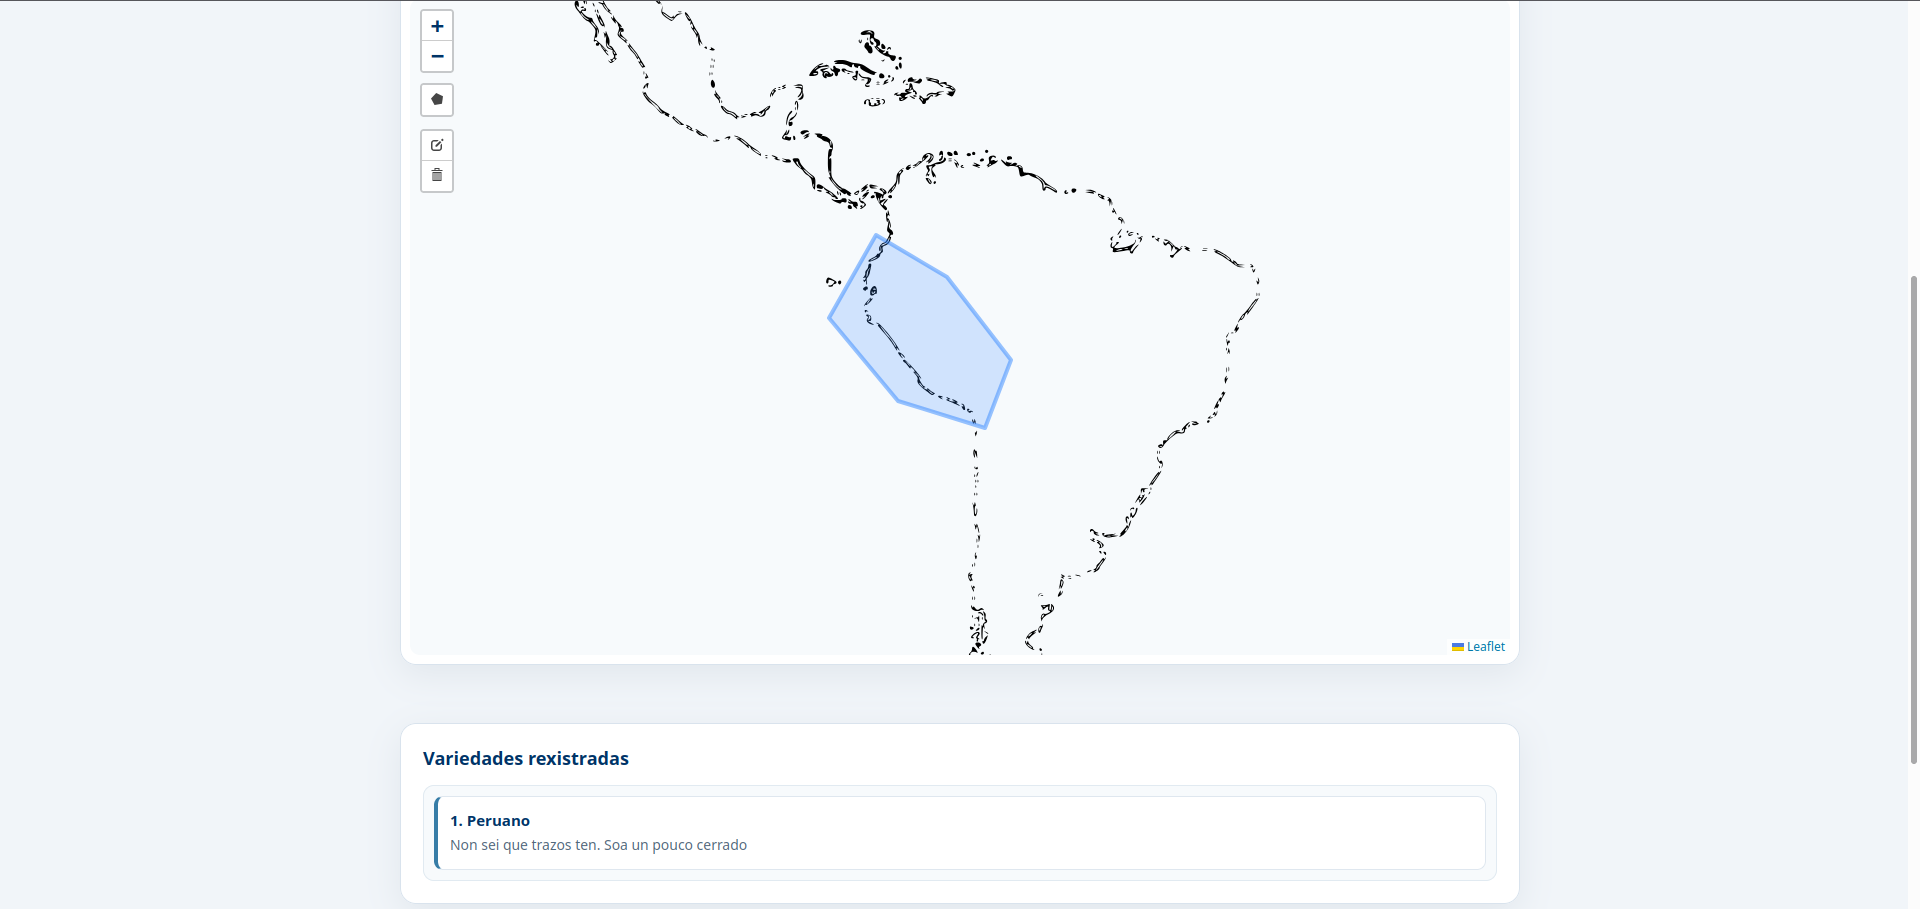 +
−
Leaflet
Variedades rexistradas
1. Peruano
Non sei que trazos ten. Soa un pouco cerrado